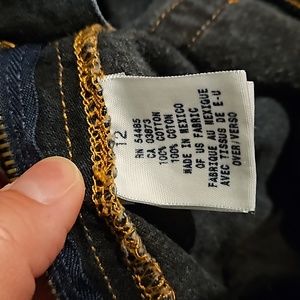 12
RN 54485
CA 03873
100% COTTON
100% COTON
MADE IN MEXICO
OF US FABRIC
FABRIQUE AU MEXIQUE
AVEC TISSUS DE E-U
OVER/VERSO